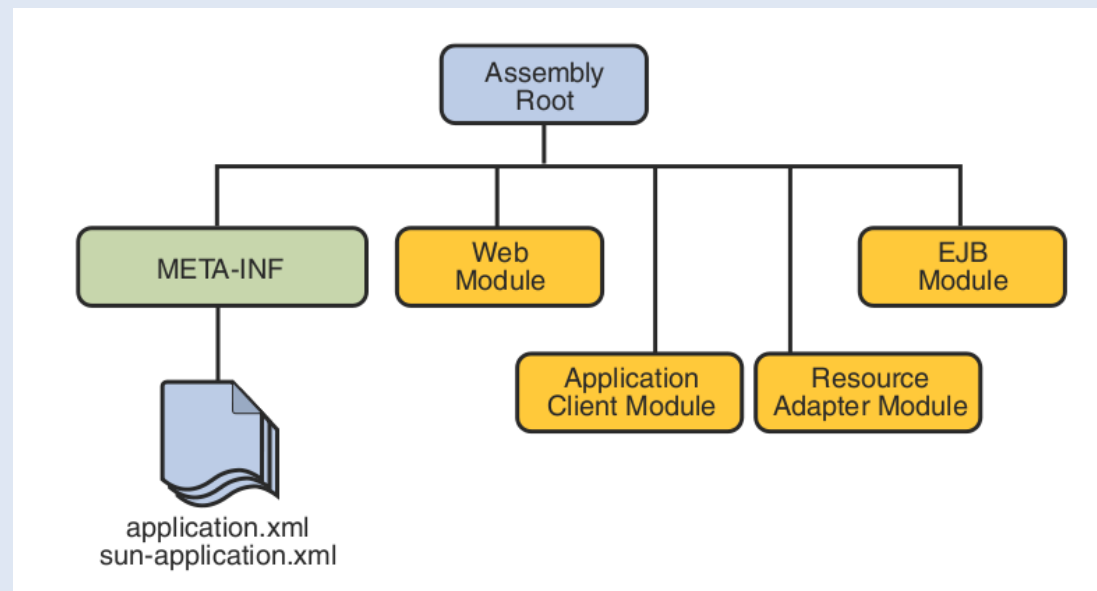 Assembly
Root
META-INF
Web
Module
EJB
Module
Application
Client Module
Resource
Adapter Module
application.xml
sun-application.xml